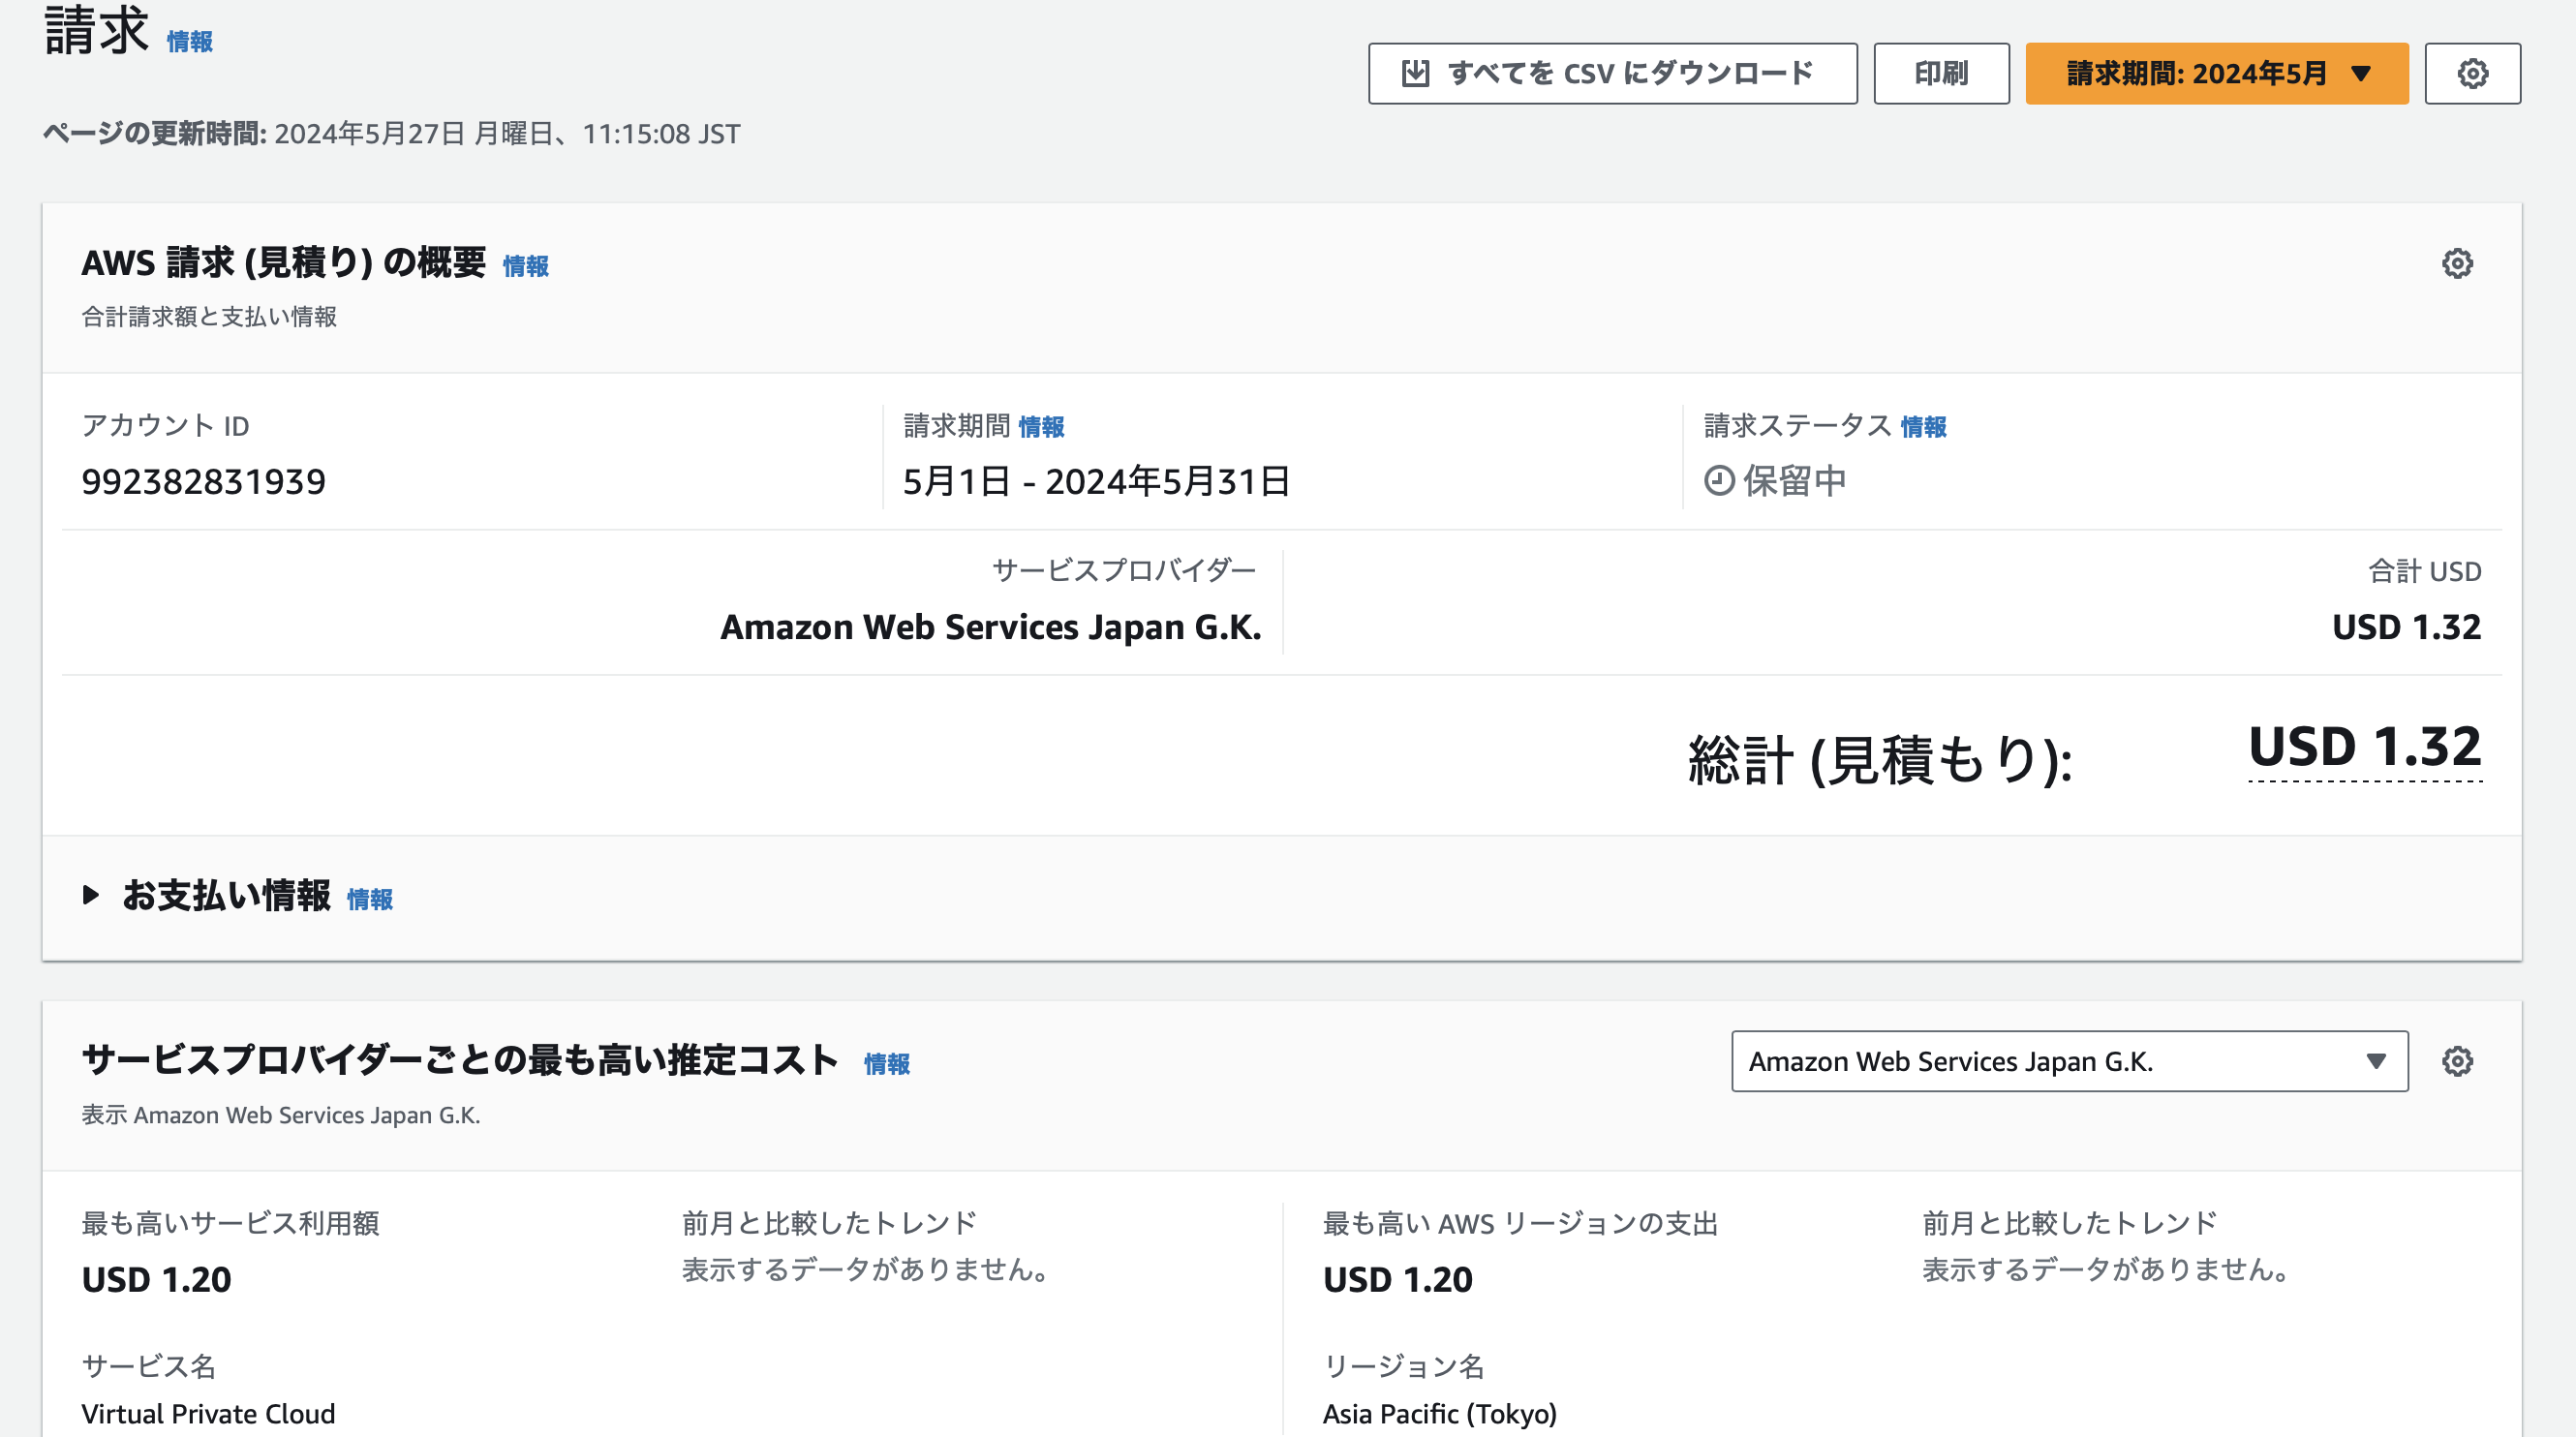 請求 情報
すべてを CSV にダウンロード 印刷 請求期間: 2024年5月
ページの更新時間: 2024年5月27日 月曜日、11:15:08 JST
AWS 請求 (見積り) の概要 情報
合計請求額と支払い情報
アカウント ID
992382831939
請求期間 情報
5月1日 - 2024年5月31日
請求ステータス 情報
保留中
サービスプロバイダー
Amazon Web Services Japan G.K.
合計 USD
USD 1.32
総計 (見積もり): USD 1.32
お支払い情報 情報
サービスプロバイダーごとの最も高い推定コスト 情報
Amazon Web Services Japan G.K.
表示 Amazon Web Services Japan G.K.
最も高いサービス利用額
USD 1.20
前月と比較したトレンド
表示するデータがありません。
サービス名
Virtual Private Cloud
最も高い AWS リージョンの支出
USD 1.20
前月と比較したトレンド
表示するデータがありません。
リージョン名
Asia Pacific (Tokyo)